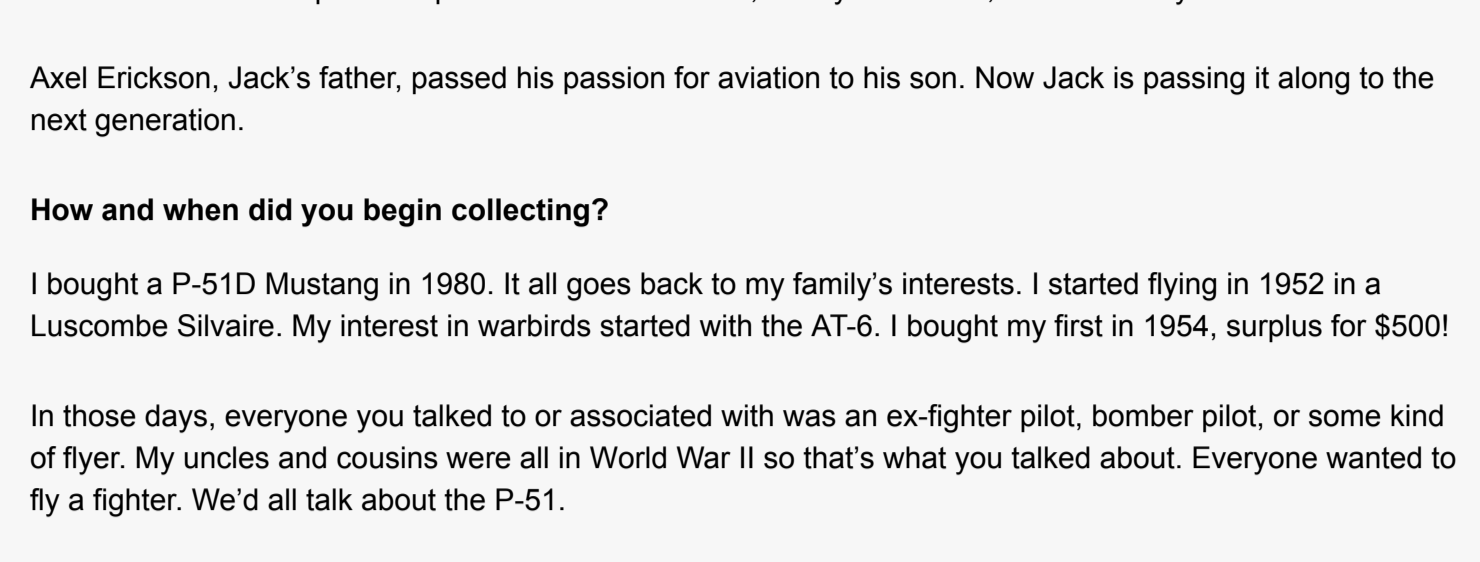 Axel Erickson, Jack’s father, passed his passion for aviation to his son. Now Jack is passing it along to the
next generation.
How and when did you begin collecting?
I bought a P-51D Mustang in 1980. It all goes back to my family’s interests. I started flying in 1952 in a
Luscombe Silvaire. My interest in warbirds started with the AT-6. I bought my first in 1954, surplus for $500!
In those days, everyone you talked to or associated with was an ex-fighter pilot, bomber pilot, or some kind
of flyer. My uncles and cousins were all in World War II so that’s what you talked about. Everyone wanted to
fly a fighter. We’d all talk about the P-51.